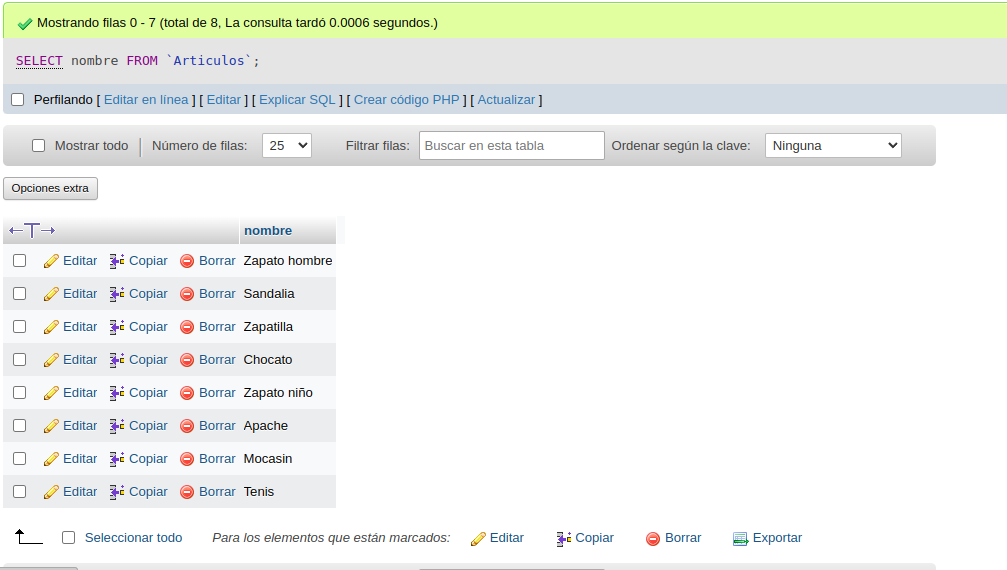 Mostrando filas 0 - 7 (total de 8, La consulta tardó 0.0006 segundos.)
SELECT nombre FROM `Articulos`;
Perfilando [ Editar en línea ] [ Editar ] [ Explicar SQL ] [ Crear código PHP ] [ Actualizar ]
Mostrar todo Número de filas: 25 Filtrar filas: Buscar en esta tabla Ordenar según la clave: Ninguna
Opciones extra
←T→ nombre
Editar Copiar Borrar Zapato hombre
Editar Copiar Borrar Sandalia
Editar Copiar Borrar Zapatilla
Editar Copiar Borrar Chocato
Editar Copiar Borrar Zapato niño
Editar Copiar Borrar Apache
Editar Copiar Borrar Mocasin
Editar Copiar Borrar Tenis
Seleccionar todo Para los elementos que están marcados: Editar Copiar Borrar Exportar